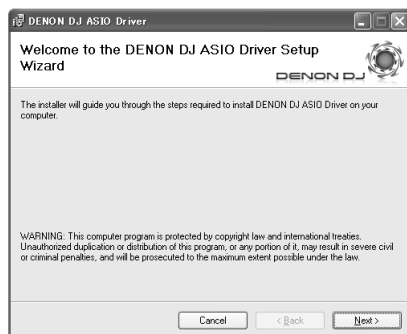 DENON DJ ASIO Driver
Welcome to the DENON DJ ASIO Driver Setup
Wizard
DENON DJ
The installer will guide you through the steps required to install DENON DJ ASIO Driver on your
computer.
WARNING: This computer program is protected by copyright law and international treaties.
Unauthorized duplication or distribution of this program, or any portion of it, may result in severe civil
or criminal penalties, and will be prosecuted to the maximum extent possible under the law.
Cancel < Back Next >